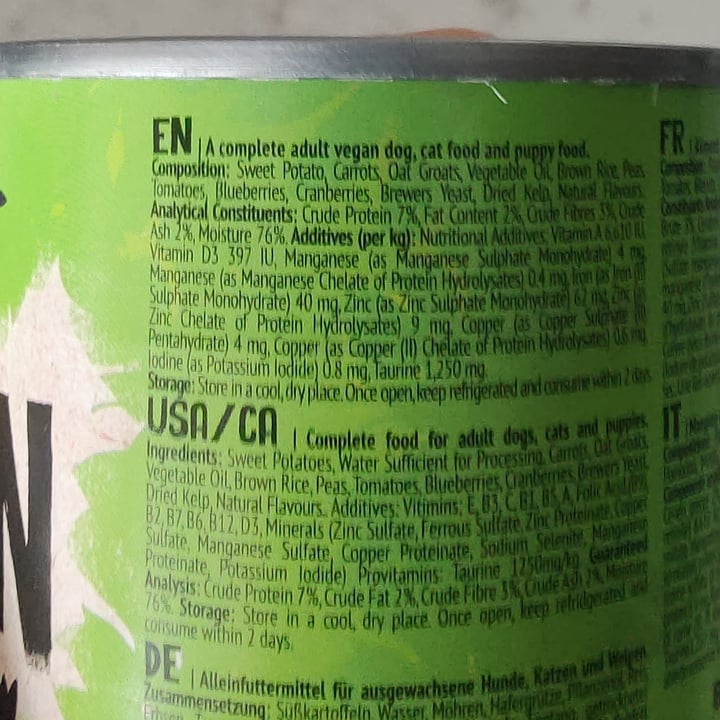 EN | A complete adult vegan dog, cat food and puppy food.
Composition: Sweet Potato, Carrots, Oat Groats, Vegetable Oil, Brown Rice, Peas,
Tomatoes, Blueberries, Cranberries, Brewers Yeast, Dried Kelp, Natural Flavours.
Analytical Constituents: Crude Protein 7%, Fat Content 2%, Crude Fibres 3%, Crude
Ash 2%, Moisture 76%. Additives (per kg): Nutritional Additives, Vitamin A IU,
Vitamin D3 397 IU, Manganese (as Manganese Sulphate Monohydrate) 4 mg,
Manganese (as Manganese Chelate of Protein Hydrolysates) 0.4 mg, Iron (as Iron (II)
Sulphate Monohydrate) 40 mg, Zinc (as Zinc Sulphate Monohydrate) 62 mg, Zinc
Zinc Chelate of Protein Hydrolysates) 9 mg, Copper (as Copper Sulphate (II)
Pentahydrate) 4 mg, Copper (as Copper (II) Chelate of Protein Hydrolysates) 0.6 mg,
Iodine (as Potassium Iodide) 0.8 mg, Taurine 1,250 mg.
Storage: Store in a cool, dry place. Once open, keep refrigerated and consume within 2 days
USA/CA | Complete food for adult dogs, cats and puppies.
Ingredients: Sweet Potatoes, Water Sufficient for Processing, Carrots, Oat Groats,
Vegetable Oil, Brown Rice, Peas, Tomatoes, Blueberries, Cranberries, Brewers Yeast,
Dried Kelp, Natural Flavours. Additives: Vitimins: E, B3, C, B1, B5, A, Folic Acid,
B2, B7, B6, B12, D3, Minerals (Zinc Sulfate, Ferrous Sulfate, Zinc Proteinate, Copper
Sulfate, Manganese Sulfate, Copper Proteinate, Sodium Selenite, Manganese
Proteinate, Potassium Iodide) Provitamins: Taurine 1250mg/kg. Guaranteed
Analysis: Crude Protein 7%, Crude Fat 2%, Crude Fibre 3%, Crude Ash 2%, Moisture
76%. Storage: Store in a cool, dry place. Once open, keep refrigerated and
consume within 2 days.
DE | Alleinfuttermittel für ausgewachsene Hunde, Katzen und Welpen.
Zusammensetzung: Süßkartoffeln, Wasser, Möhren, Hafergrütze,
FR
IT
N